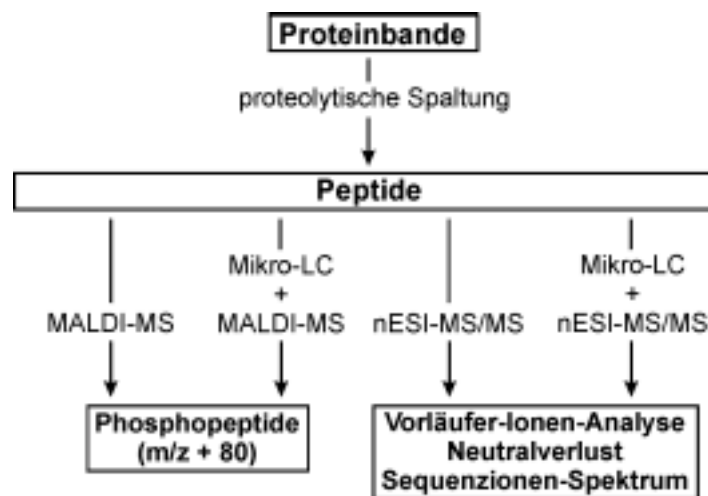 Proteinbande
proteolytische Spaltung
Peptide
MALDI-MS
Mikro-LC
+
MALDI-MS
nESI-MS/MS
Mikro-LC
+
nESI-MS/MS
Phosphopeptide
(m/z + 80)
Vorläufer-Ionen-Analyse
Neutralverlust
Sequenzionen-Spektrum